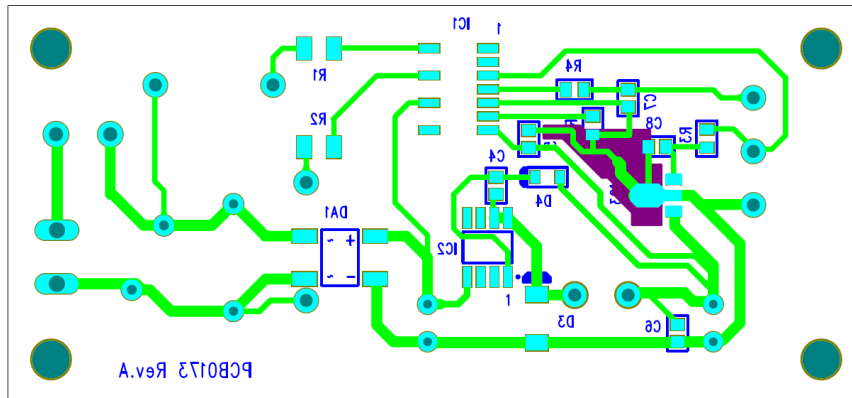 IC1
1
R1
R4
C7
R2
C8
R3
C4
D4
DA1
+
~
IC2
~
−
1
D3
C6
PCB0173 Rev.A